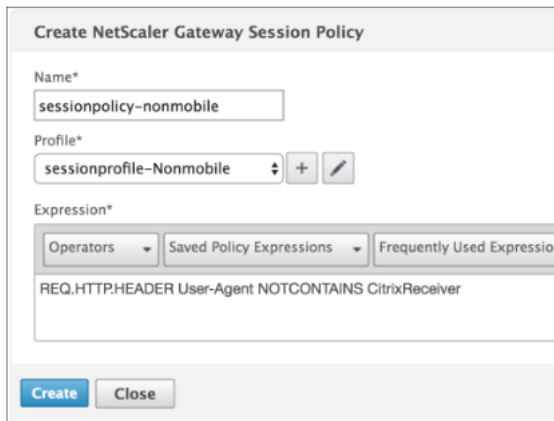 Create NetScaler Gateway Session Policy
Name*
sessionpolicy-nonmobile
Profile*
sessionprofile-Nonmobile +
Expression*
Operators Saved Policy Expressions Frequently Used Expressio
REQ.HTTP.HEADER User-Agent NOTCONTAINS CitrixReceiver
Create Close